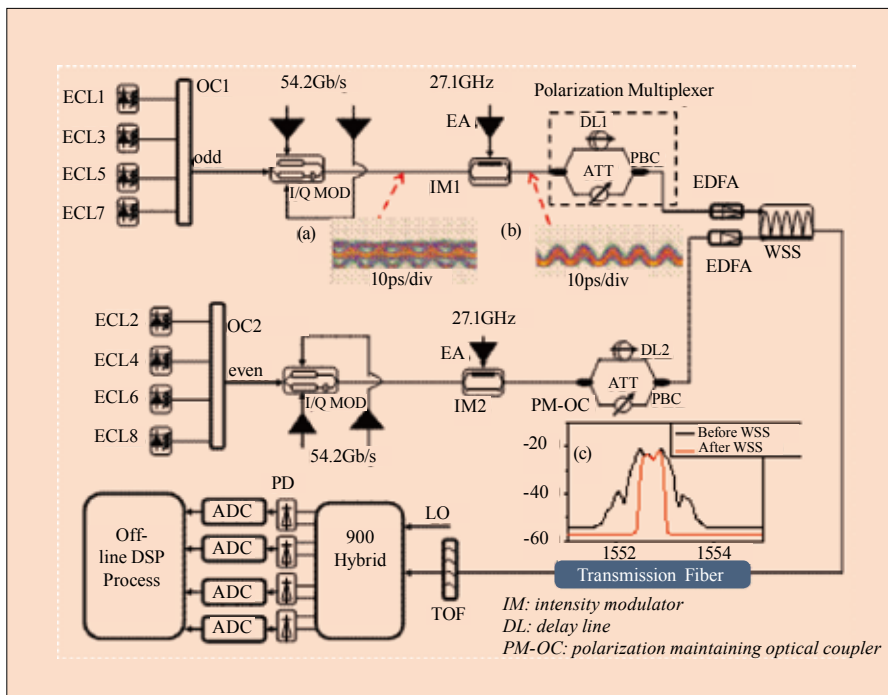 54.2Gb/s
27.1GHz
ECL1
OC1
EA
Polarization Multiplexer
DL1
ECL3
odd
PBC
ATT
ECL5
I/Q MOD
IM1
EDFA
ECL7
(a)
(b)
WSS
10ps/div
10ps/div
EDFA
27.1GHz
ECL2
OC2
EA
DL2
ECL4
even
ATT
ECL6
I/Q MOD
IM2
PM-OC
PBC
ECL8
54.2Gb/s
-20
(c)
Before WSS
After WSS
-40
-60
1552
1554
PD
ADC
LO
Off-
line DSP
Process
ADC
900
Hybrid
ADC
TOF
Transmission Fiber
ADC
IM: intensity modulator
DL: delay line
PM-OC: polarization maintaining optical coupler